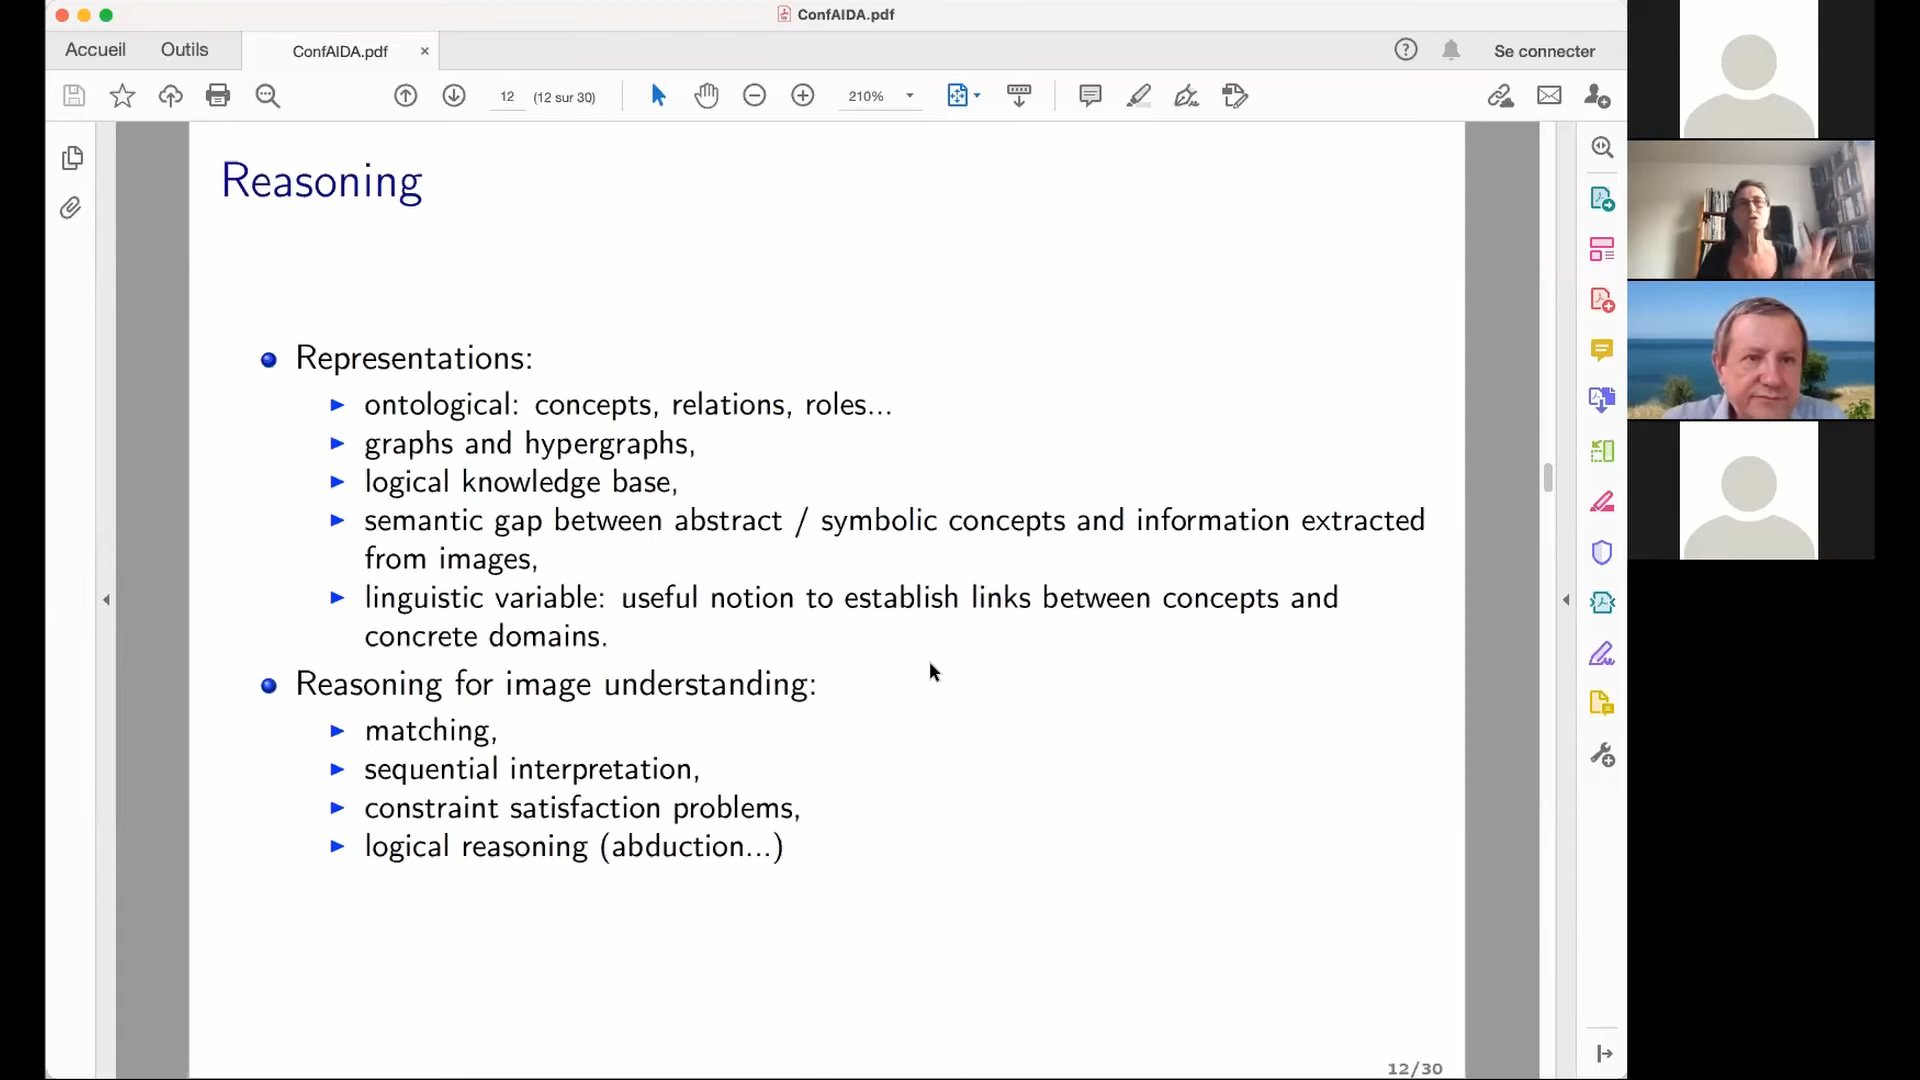 ConfAIDA.pdf
Accueil Outils ConfAIDA.pdf × Se connecter
12 (12 sur 30) 210%
Reasoning
Representations:
ontological: concepts, relations, roles...
graphs and hypergraphs,
logical knowledge base,
semantic gap between abstract / symbolic concepts and information extracted
from images,
linguistic variable: useful notion to establish links between concepts and
concrete domains.
Reasoning for image understanding:
matching,
sequential interpretation,
constraint satisfaction problems,
logical reasoning (abduction...)
12/30